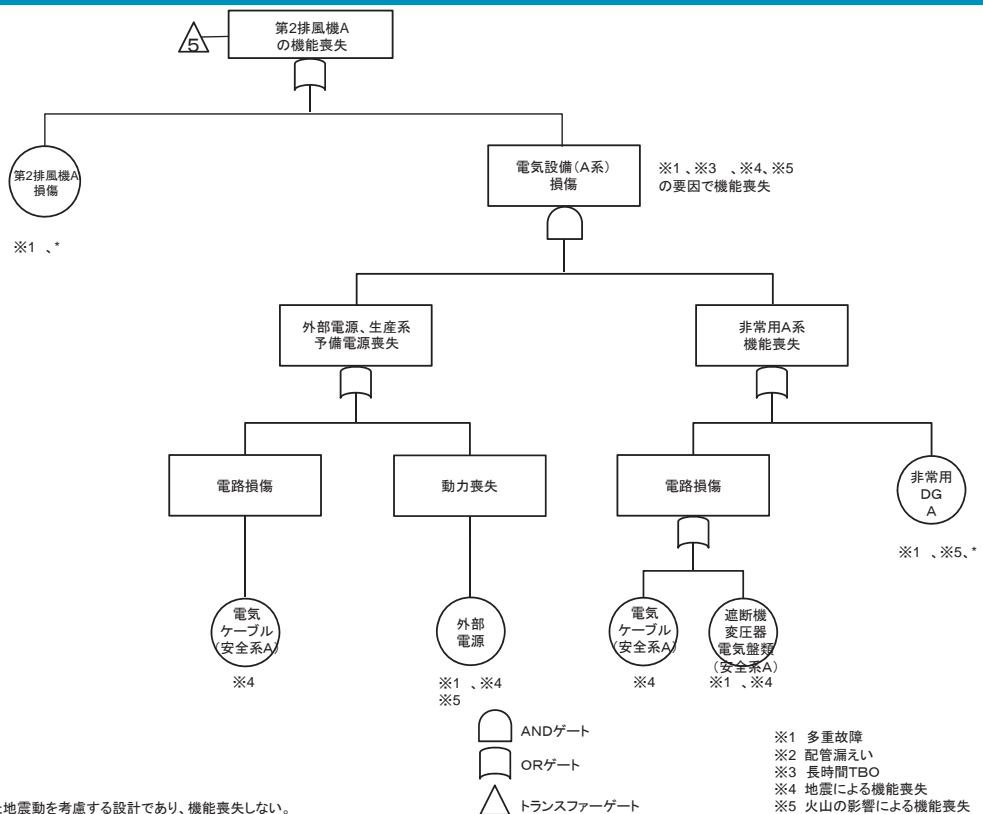 5
第2排風機A
の機能喪失
第2排風機A
損傷
※1 、*
電気設備(A系)
損傷
※1 、※3 、※4、※5
の要因で機能喪失
外部電源、生産系
予備電源喪失
非常用A系
機能喪失
電路損傷
動力喪失
電路損傷
非常用
DG
A
※1 、※5、*
電気
ケーブル
(安全系A)
※4
外部
電源
※1 、※4
※5
電気
ケーブル
(安全系A)
※4
遮断機
変圧器
電気盤類
(安全系A)
※1 、※4
ANDゲート
ORゲート
トランスファーゲート
※1 多重故障
※2 配管漏えい
※3 長時間TBO
※4 地震による機能喪失
※5 火山の影響による機能喪失
地震動を考慮する設計であり、機能喪失しない。